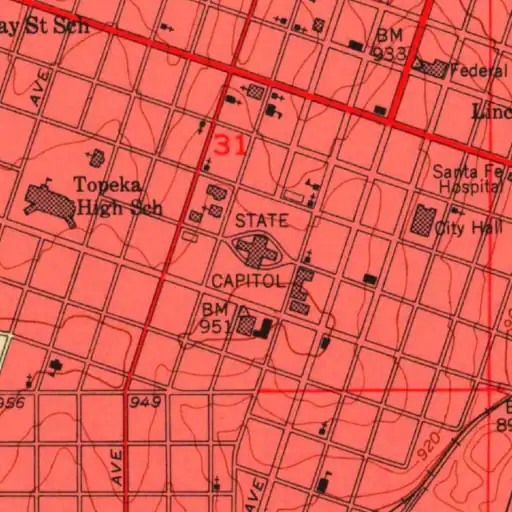 ay St Sch
BM
933
Federal
AVE
Linc
31
Santa Fe
Hospital
Topeka
High Sch
STATE
City Hall
CAPITOL
BM
951
956
949
920
AVE
AVE